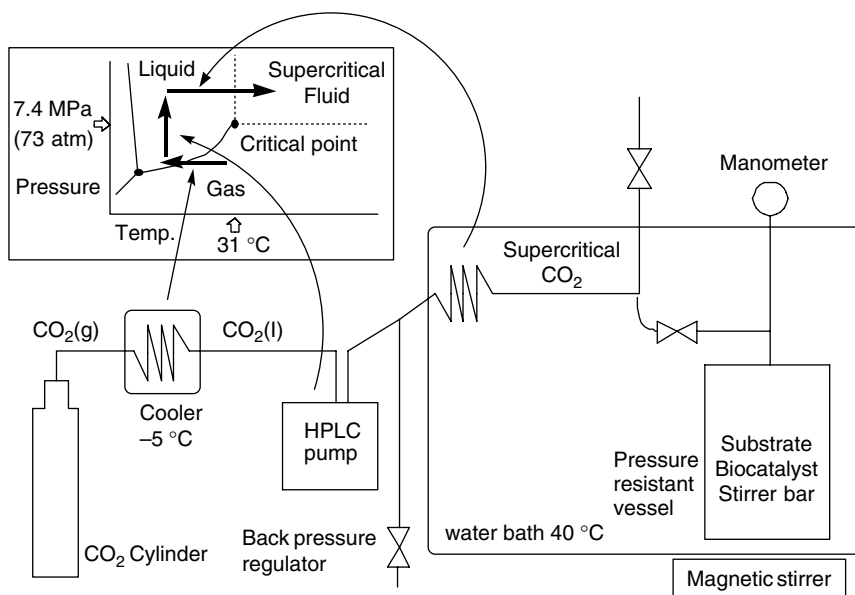 Liquid
Supercritical
Fluid
7.4 MPa
(73 atm)
Critical point
Pressure
Gas
Temp.
31 °C
Manometer
Supercritical
CO₂
CO₂(g)
CO₂(l)
Cooler
–5 °C
HPLC
pump
Substrate
Biocatalyst
Stirrer bar
Pressure
resistant
vessel
water bath 40 °C
Back pressure
regulator
CO₂ Cylinder
Magnetic stirrer